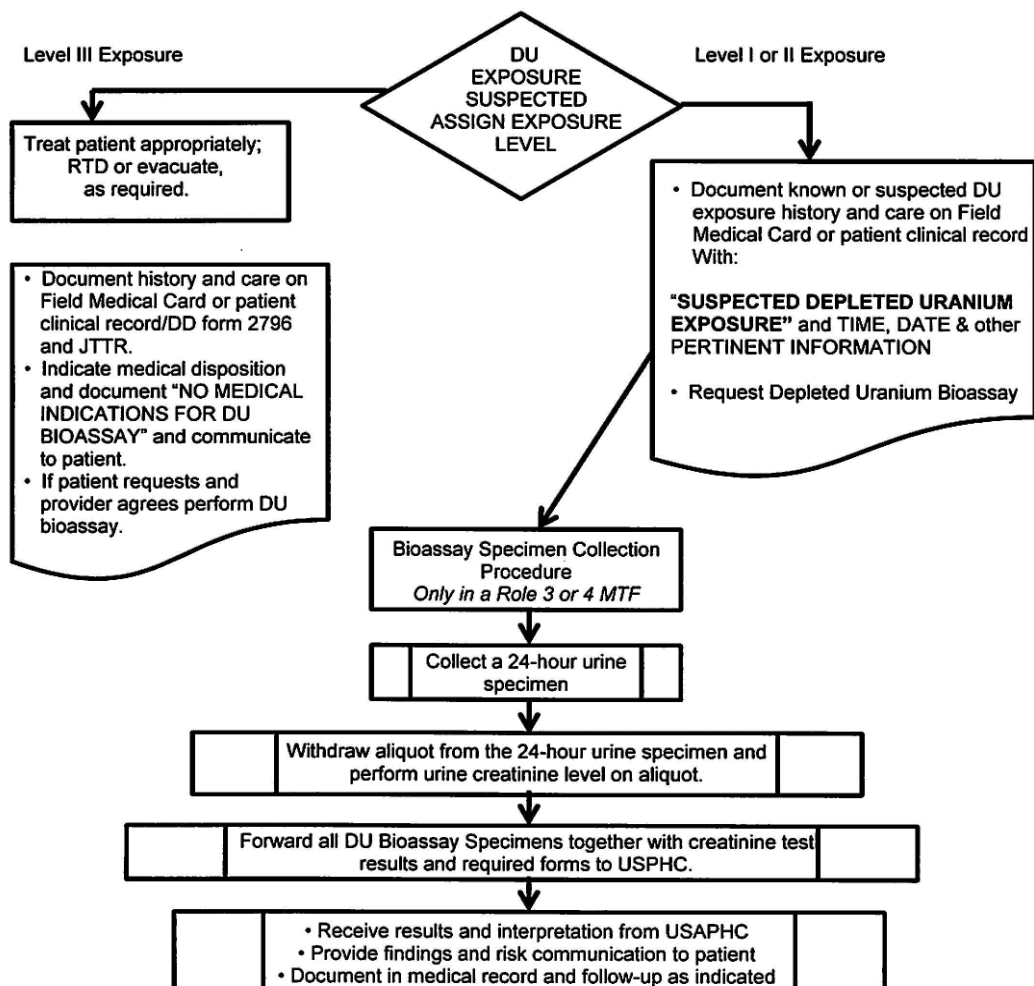 Level III Exposure
DU
EXPOSURE
SUSPECTED
ASSIGN EXPOSURE
LEVEL
Level I or II Exposure
Treat patient appropriately;
RTD or evacuate,
as required.
• Document history and care on
Field Medical Card or patient
clinical record/DD form 2796
and JTTR.
• Indicate medical disposition
and document "NO MEDICAL
INDICATIONS FOR DU
BIOASSAY" and communicate
to patient.
• If patient requests and
provider agrees perform DU
bioassay.
• Document known or suspected DU
exposure history and care on Field
Medical Card or patient clinical record
With:
"SUSPECTED DEPLETED URANIUM
EXPOSURE" and TIME, DATE & other
PERTINENT INFORMATION
• Request Depleted Uranium Bioassay
Bioassay Specimen Collection
Procedure
Only in a Role 3 or 4 MTF
Collect a 24-hour urine
specimen
Withdraw aliquot from the 24-hour urine specimen and
perform urine creatinine level on aliquot.
Forward all DU Bioassay Specimens together with creatinine test
results and required forms to USPHC.
• Receive results and interpretation from USAPHC
• Provide findings and risk communication to patient
• Document in medical record and follow-up as indicated